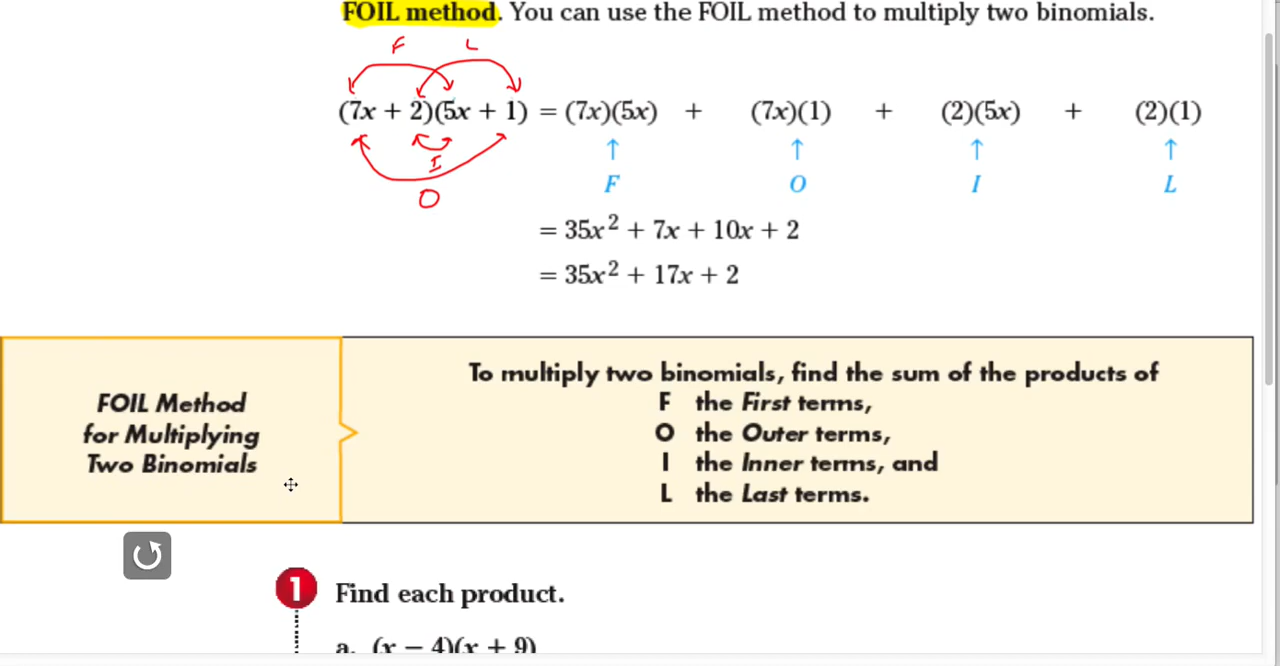 FOIL method. You can use the FOIL method to multiply two binomials.
F L
(7x + 2)(5x + 1) = (7x)(5x) + (7x)(1) + (2)(5x) + (2)(1)
↑ ↑ ↑ ↑
I
F O I L
O
= 35x² + 7x + 10x + 2
= 35x² + 17x + 2
FOIL Method
for Multiplying
Two Binomials
To multiply two binomials, find the sum of the products of
F the First terms,
O the Outer terms,
I the Inner terms, and
L the Last terms.
1 Find each product.
a. (x − 4)(x + 9)